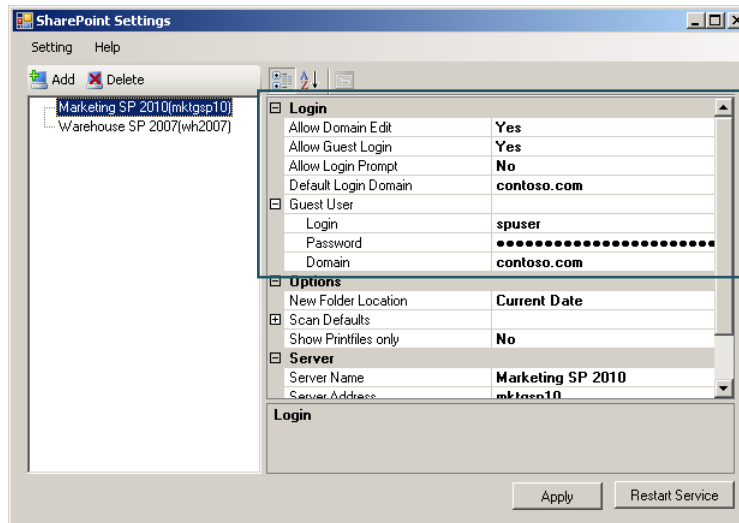 SharePoint Settings
Setting Help
Add Delete
Marketing SP 2010(mktgsp10)
Warehouse SP 2007(wh2007)
Login
Allow Domain Edit Yes
Allow Guest Login Yes
Allow Login Prompt No
Default Login Domain contoso.com
Guest User
Login spuser
Password ●●●●●●●●●●●●●●●●●●●●●●●
Domain contoso.com
Options
New Folder Location Current Date
Scan Defaults
Show Printfiles only No
Server
Server Name Marketing SP 2010
Server Address mktgsp10
Login
Apply Restart Service